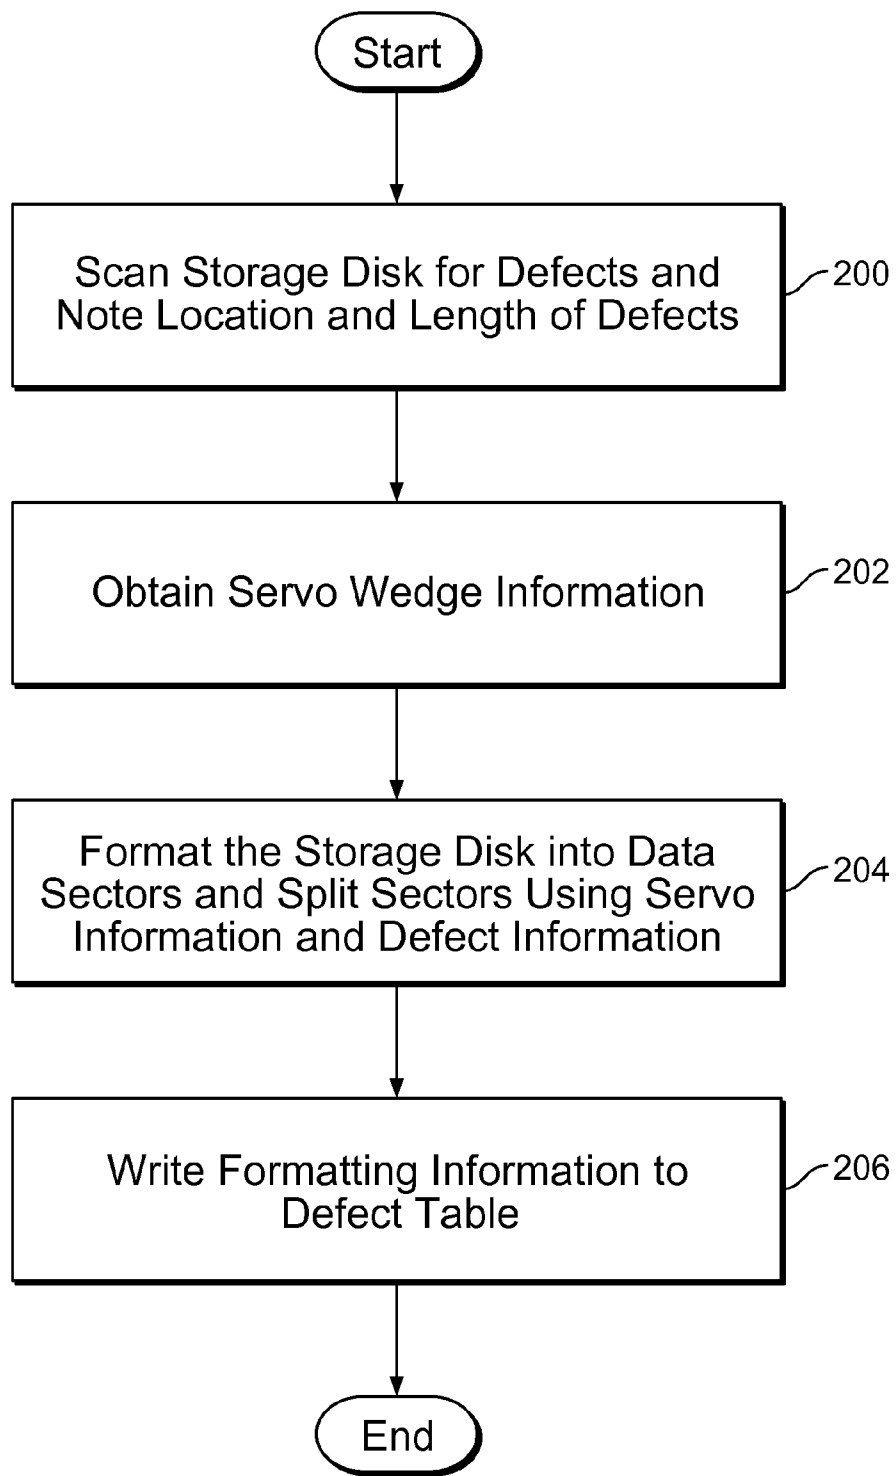 Start
Scan Storage Disk for Defects and
Note Location and Length of Defects
200
Obtain Servo Wedge Information
202
Format the Storage Disk into Data
Sectors and Split Sectors Using Servo
Information and Defect Information
204
Write Formatting Information to
Defect Table
206
End